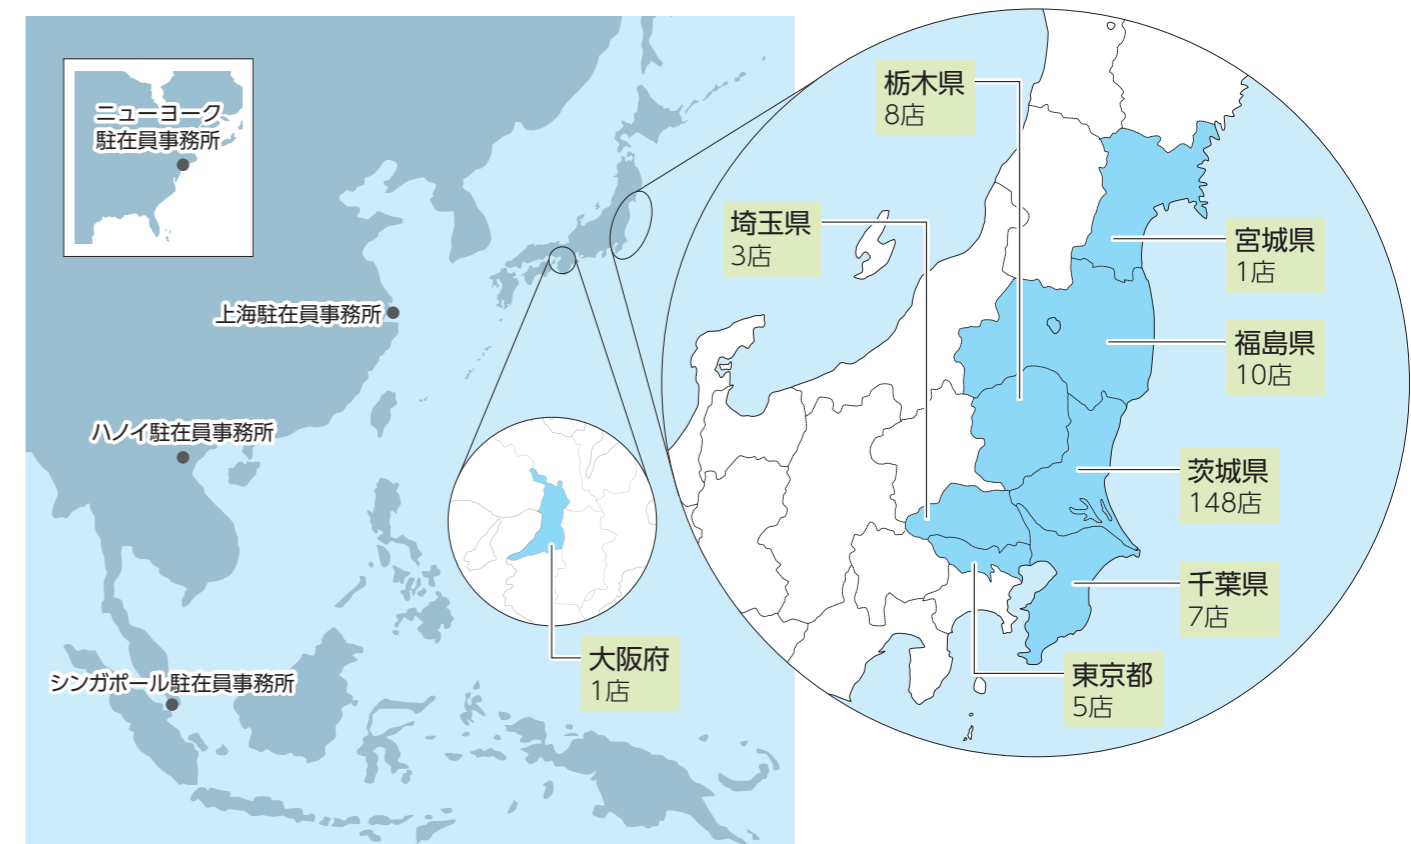 ニューヨーク
駐在員事務所
上海駐在員事務所
ハノイ駐在員事務所
シンガポール駐在員事務所
大阪府
1店
栃木県
8店
埼玉県
3店
宮城県
1店
福島県
10店
茨城県
148店
千葉県
7店
東京都
5店